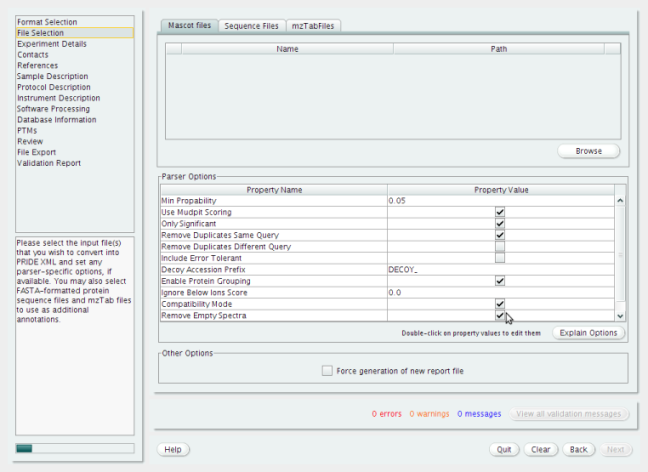 Format Selection
File Selection
Experiment Details
Contacts
References
Sample Description
Protocol Description
Instrument Description
Software Processing
Database Information
PTMs
Review
File Export
Validation Report
Please select the input file(s)
that you wish to convert into
PRIDE XML and set any
parser-specific options, if
available. You may also select
FASTA-formatted protein
sequence files and mzTab files
to use as additional
annotations.
Mascot files Sequence Files mzTabFiles
Name Path
Browse
Parser Options
Property Name Property Value
Min Propability 0.05
Use Mudpit Scoring
Only Significant
Remove Duplicates Same Query
Remove Duplicates Different Query
Include Error Tolerant
Decoy Accession Prefix DECOY_
Enable Protein Grouping
Ignore Below Ions Score 0.0
Compatibility Mode
Remove Empty Spectra
Double-click on property values to edit them Explain Options
Other Options
Force generation of new report file
0 errors 0 warnings 0 messages View all validation messages
Help Quit Clear Back Next